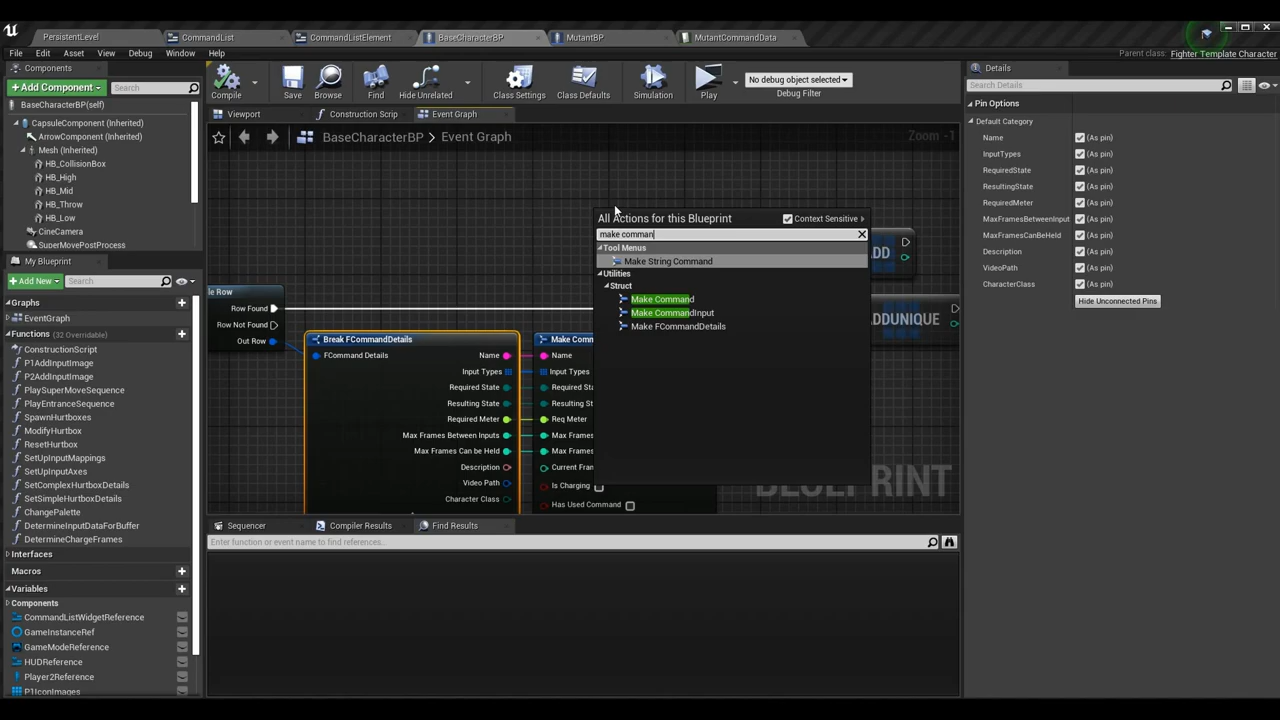 PersistentLevel
CommandList
CommandListElement
BaseCharacterBP
MutantBP
MutantCommandData
File Edit Asset View Debug Window Help
Parent class: Fighter Template Character
Components
+ Add Component
Search
BaseCharacterBP(self)
CapsuleComponent (Inherited)
ArrowComponent (Inherited)
Mesh (Inherited)
HB_CollisionBox
HB_High
HB_Mid
HB_Throw
HB_Low
CineCamera
SuperMovePostProcess
My Blueprint
+ Add New
Search
Graphs
EventGraph
Functions (32 Overridable)
ConstructionScript
P1AddInputImage
P2AddInputImage
PlaySuperMoveSequence
PlayEntranceSequence
SpawnHurtboxes
ModifyHurtbox
ResetHurtbox
SetUpInputMappings
SetUpInputAxes
SetComplexHurtboxDetails
SetSimpleHurtboxDetails
ChangePalette
DetermineInputDataForBuffer
DetermineChargeFrames
Interfaces
Macros
Variables
Components
CommandListWidgetReference
GameInstanceRef
GameModeReference
HUDReference
Player2Reference
P1IconImages
Compile
Save
Browse
Find
Hide Unrelated
Class Settings
Class Defaults
Simulation
Play
No debug object selected
Debug Filter
Viewport
Construction Scrip
Event Graph
BaseCharacterBP > Event Graph
Zoom -1
le Row
Row Found
Row Not Found
Out Row
Break FCommandDetails
FCommand Details
Name
Input Types
Required State
Resulting State
Required Meter
Max Frames Between Inputs
Max Frames Can be Held
Description
Video Path
Character Class
Make Comm
Name
Input Types
Required Sta
Resulting Sta
Req Meter
Max Frames
Max Frames
Current Fram
Is Charging
Has Used Command
All Actions for this Blueprint
Context Sensitive
make comman
Tool Menus
Make String Command
Utilities
Struct
Make Command
Make CommandInput
Make FCommandDetails
ADD
ADDUNIQUE
BLUEPRINT
Sequencer
Compiler Results
Find Results
Enter function or event name to find references...
Details
Search Details
Pin Options
Default Category
Name (As pin)
InputTypes (As pin)
RequiredState (As pin)
ResultingState (As pin)
RequiredMeter (As pin)
MaxFramesBetweenInput (As pin)
MaxFramesCanBeHeld (As pin)
Description (As pin)
VideoPath (As pin)
CharacterClass (As pin)
Hide Unconnected Pins